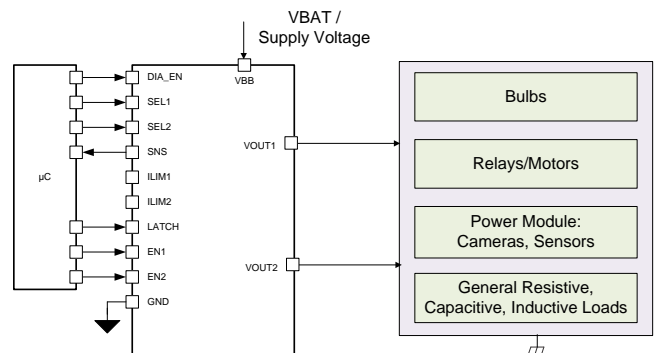 VBAT /
Supply Voltage
DIA_EN
VBB
SEL1
SEL2
SNS
VOUT1
µC
ILIM1
ILIM2
LATCH
EN1
VOUT2
EN2
GND
Bulbs
Relays/Motors
Power Module:
Cameras, Sensors
General Resistive,
Capacitive, Inductive Loads